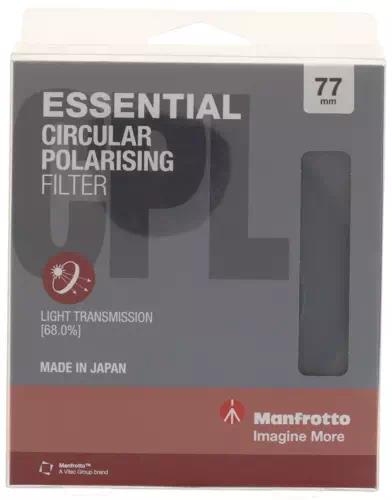 77
mm
ESSENTIAL
CIRCULAR
POLARISING
FILTER
CPL
LIGHT TRANSMISSION
[68.0%]
MADE IN JAPAN
Manfrotto
Imagine More
Manfrotto™
A Vitec Group brand